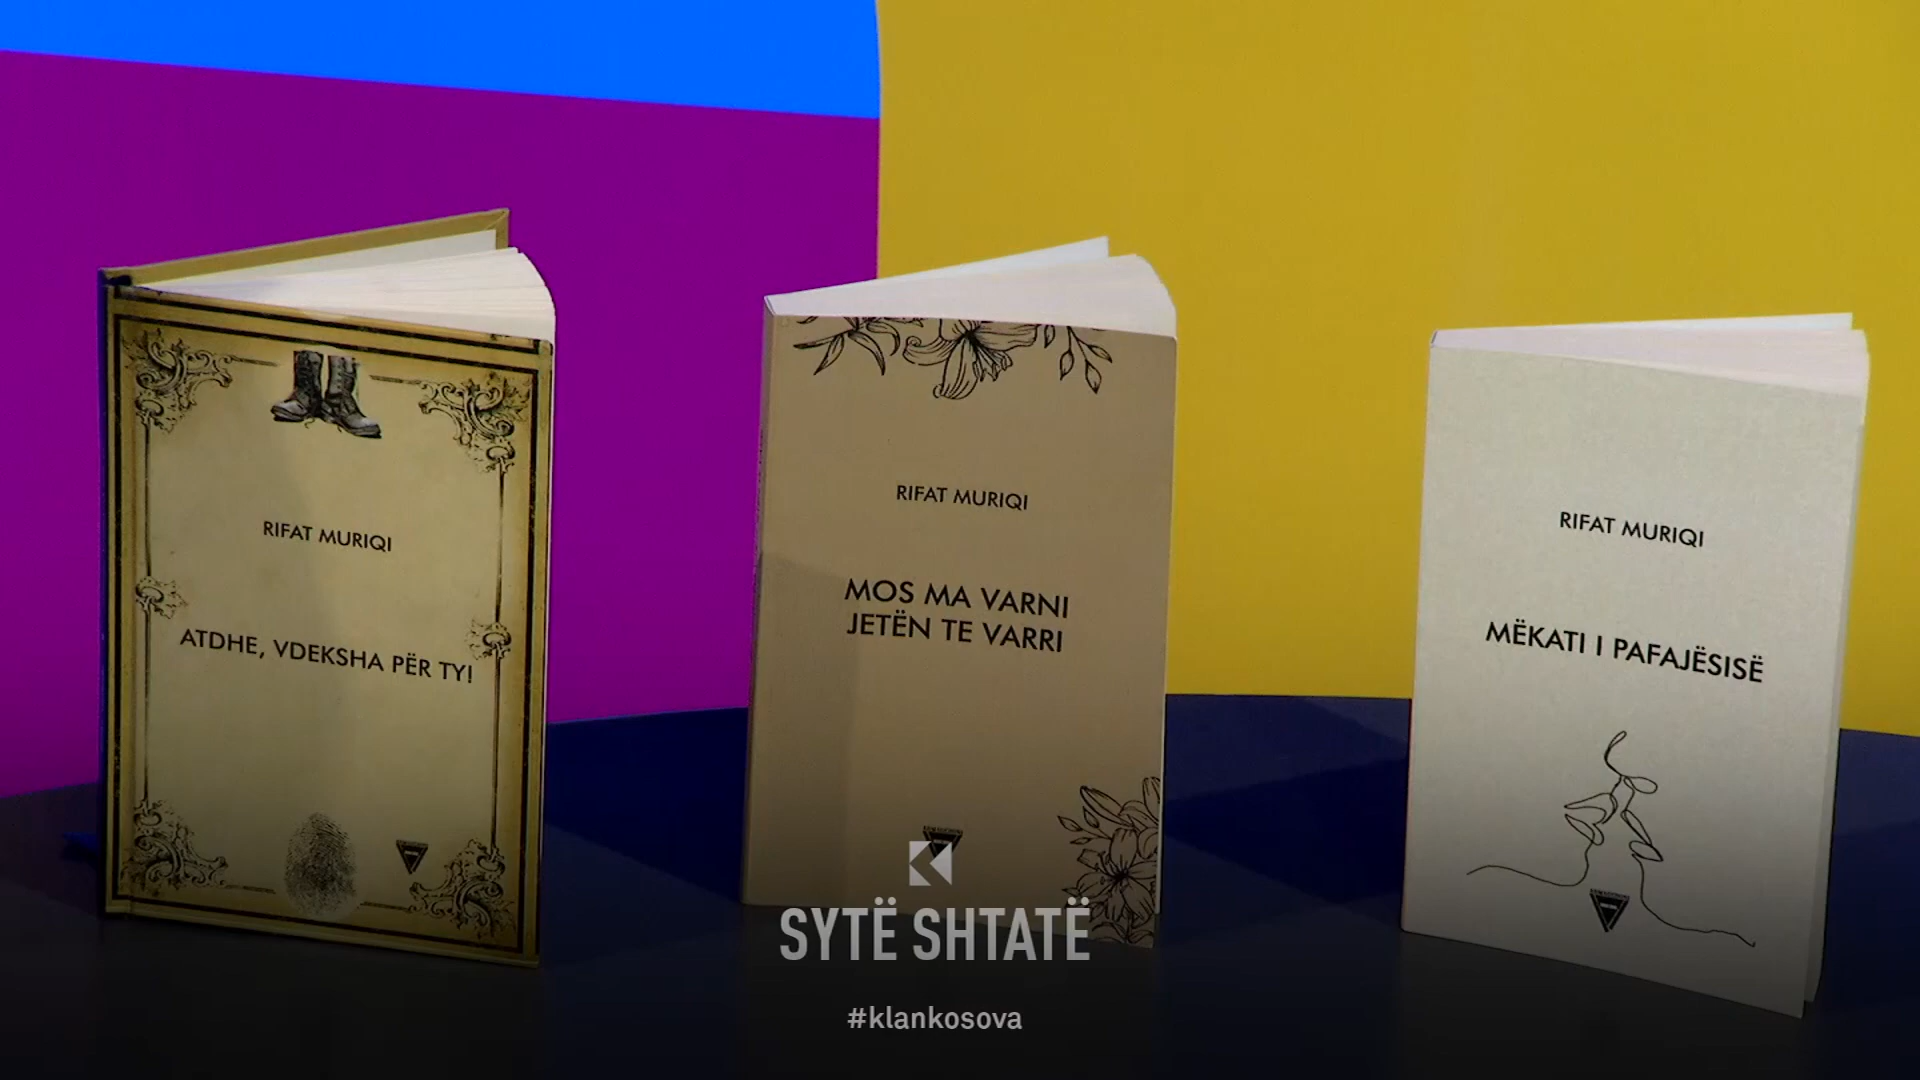 RIFAT MURIQI
ATDHE, VDEKSHA PËR TY!
RIFAT MURIQI
MOS MA VARNI
JETËN TE VARRI
RIFAT MURIQI
MËKATI I PAFAJËSISË
SYTË SHTATË
#klankosova